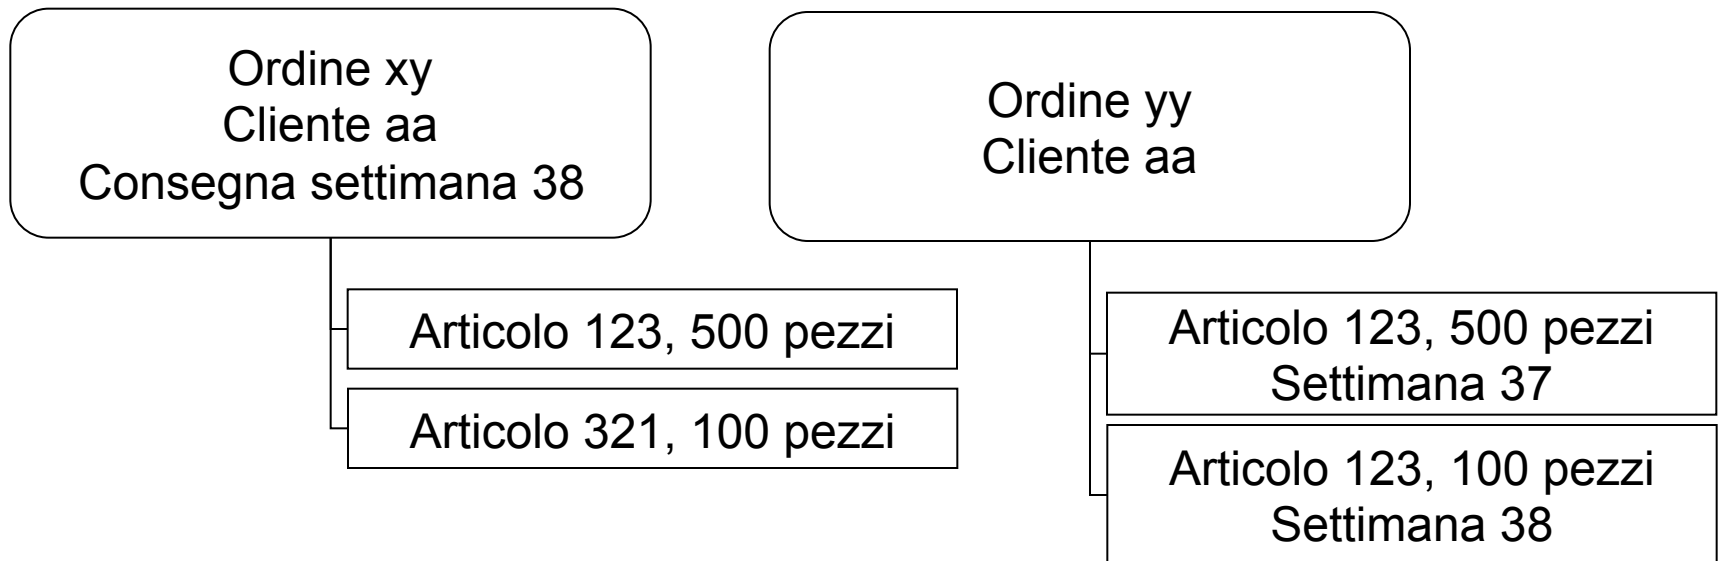 Ordine xy
Cliente aa
Consegna settimana 38
Articolo 123, 500 pezzi
Articolo 321, 100 pezzi
Ordine yy
Cliente aa
Articolo 123, 500 pezzi
Settimana 37
Articolo 123, 100 pezzi
Settimana 38